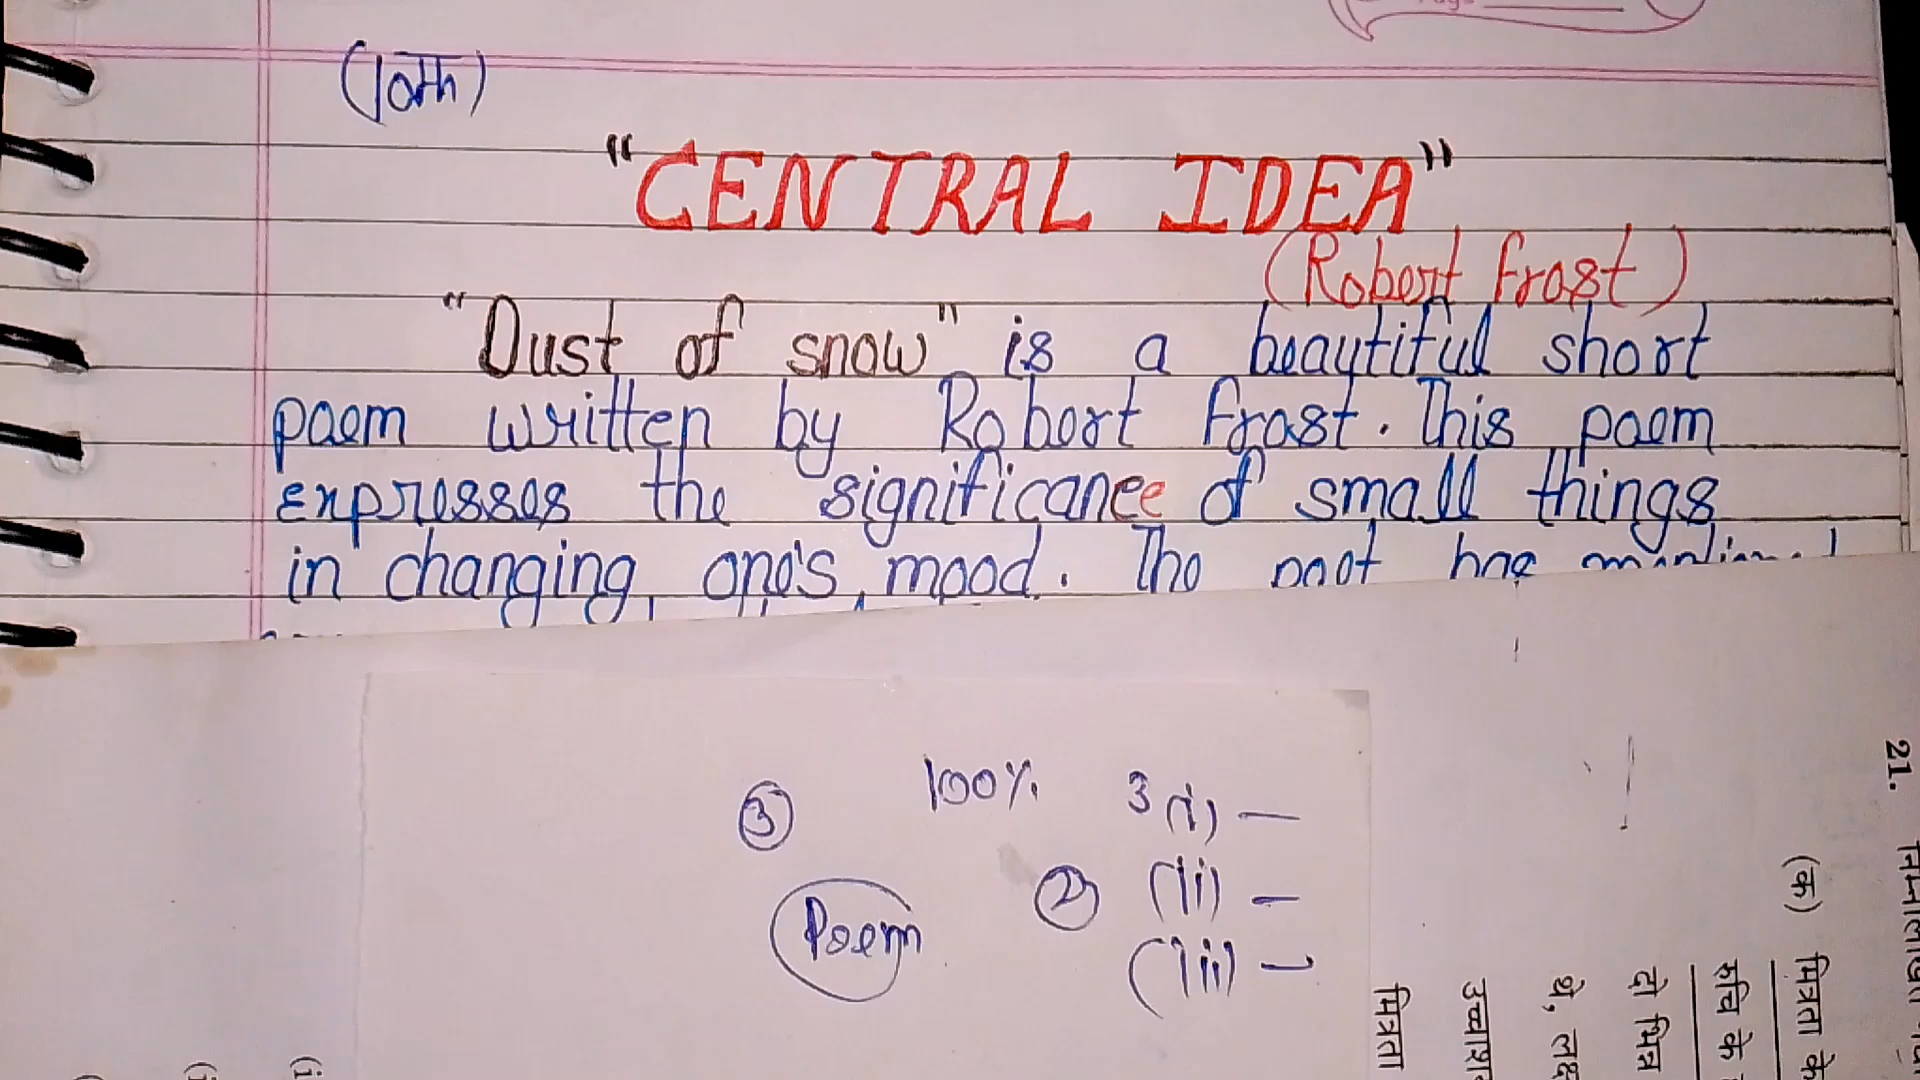 (10th)
"CENTRAL IDEA"
(Robert Frost)
"Dust of snow" is a beautiful short
poem written by Robert Frost. This poem
expresses the significance of small things
in changing one's mood. The poet has
100%
3 (i) —
③
② (ii) —
Poem
(iii) —
21.
(क) मित्रता के
रुचि के
दो भिन्न
थे,
मित्रता